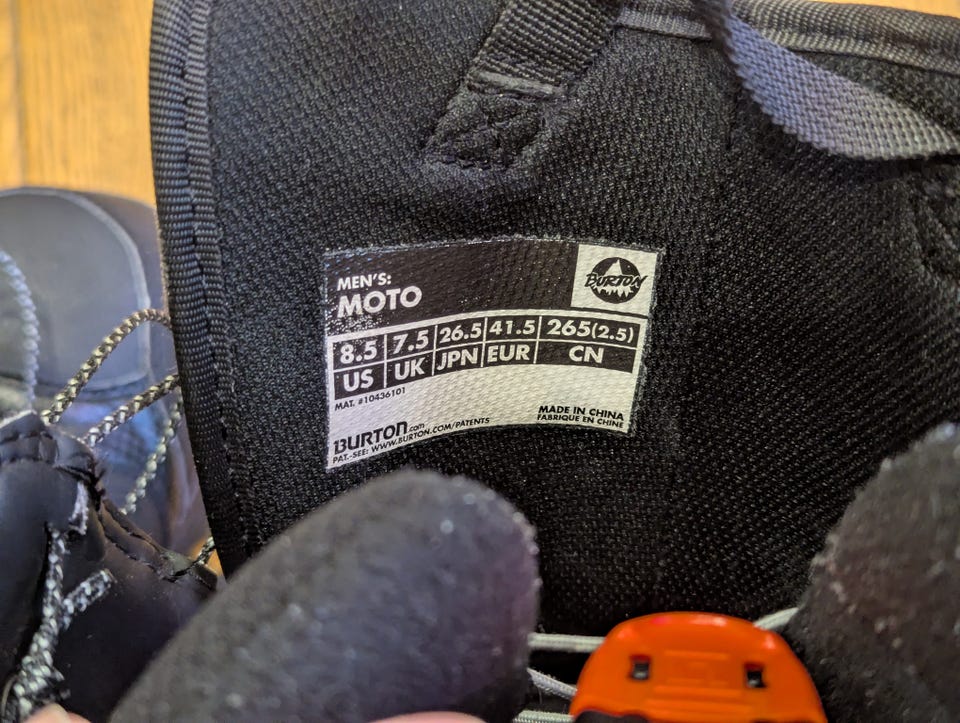 MEN'S:
MOTO
BURTON
8.5 7.5 26.5 41.5 265(2.5)
US UK JPN EUR CN
MAT. #10436101
BURTON.com
PAT.-SEE: WWW.BURTON.COM/PATENTS
MADE IN CHINA
FABRIQUE EN CHINE